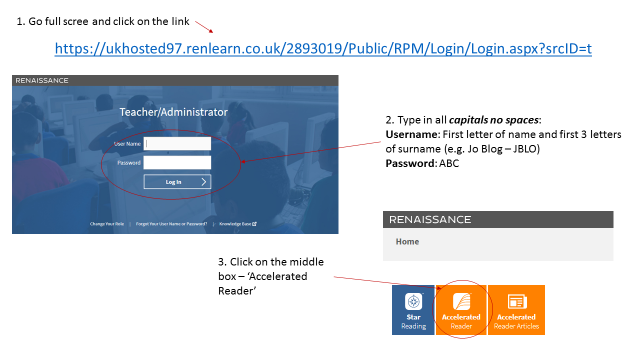 1. Go full scree and click on the link
https://ukhosted97.renlearn.co.uk/2893019/Public/RPM/Login/Login.aspx?srcID=t
RENAISSANCE
Teacher/Administrator
User Name
Password
Log In
Change Your Role | Forgot Your User Name or Password? | Knowledge Base
2. Type in all capitals no spaces:
Username: First letter of name and first 3 letters
of surname (e.g. Jo Blog – JBLO)
Password: ABC
RENAISSANCE
Home
3. Click on the middle
box – ‘Accelerated
Reader’
Star
Reading
Accelerated
Reader
Accelerated
Reader Articles